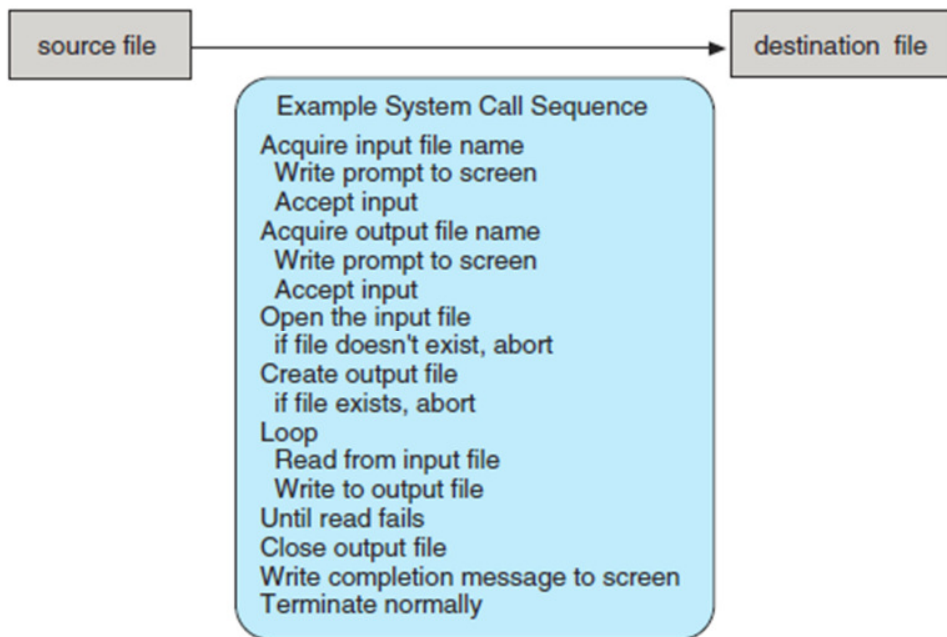 source file
destination file
Example System Call Sequence
Acquire input file name
Write prompt to screen
Accept input
Acquire output file name
Write prompt to screen
Accept input
Open the input file
if file doesn't exist, abort
Create output file
if file exists, abort
Loop
Read from input file
Write to output file
Until read fails
Close output file
Write completion message to screen
Terminate normally